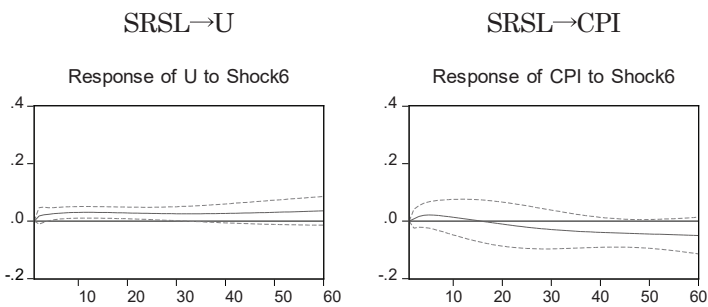 SRSL→U
SRSL→CPI
Response of U to Shock6
Response of CPI to Shock6
.4
.2
.0
-.2
10 20 30 40 50 60
.4
.2
.0
-.2
10 20 30 40 50 60